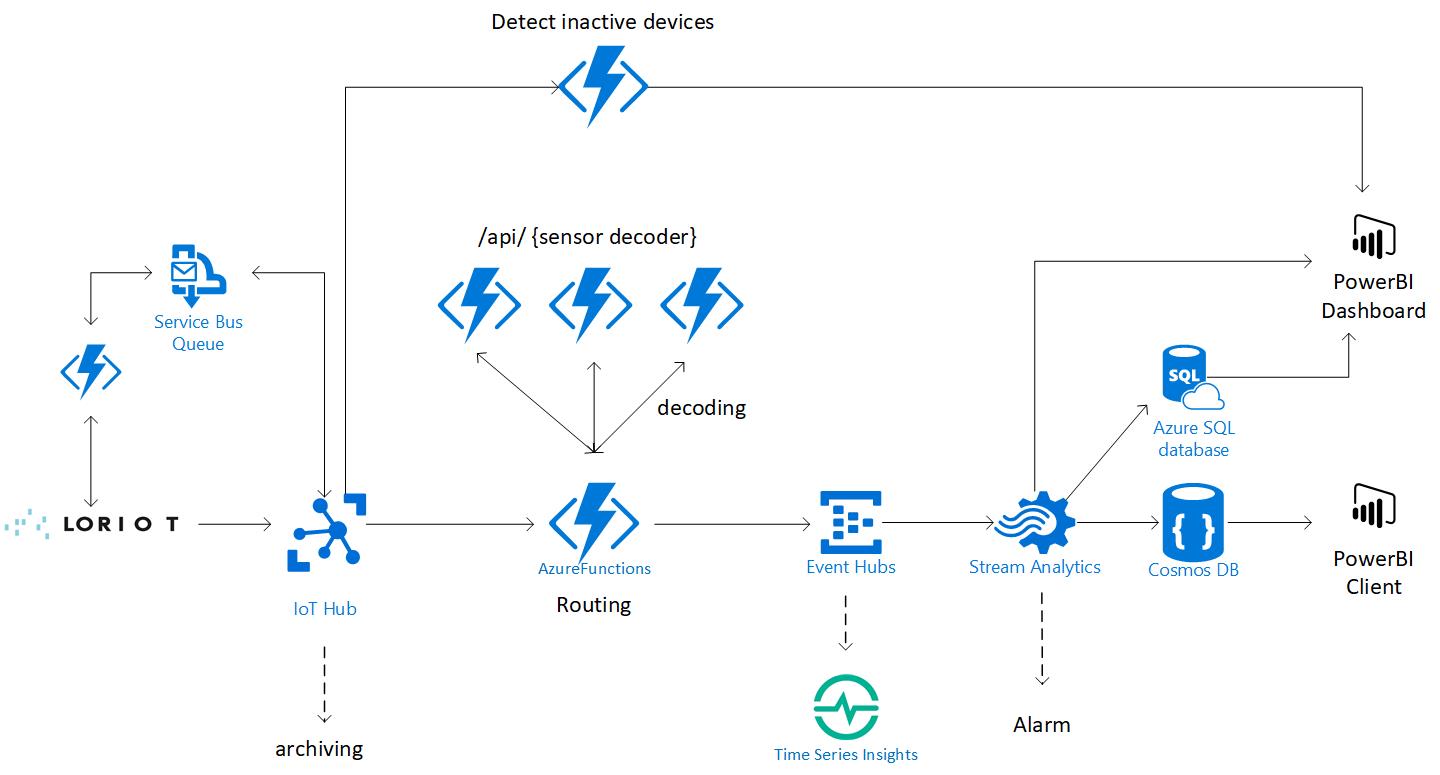 Detect inactive devices
/api/ {sensor decoder}
Service Bus
Queue
PowerBI
Dashboard
decoding
SQL
Azure SQL
database
LORIOT
{ }
IoT Hub
AzureFunctions
Routing
Event Hubs
Stream Analytics
Cosmos DB
PowerBI
Client
archiving
Time Series Insights
Alarm